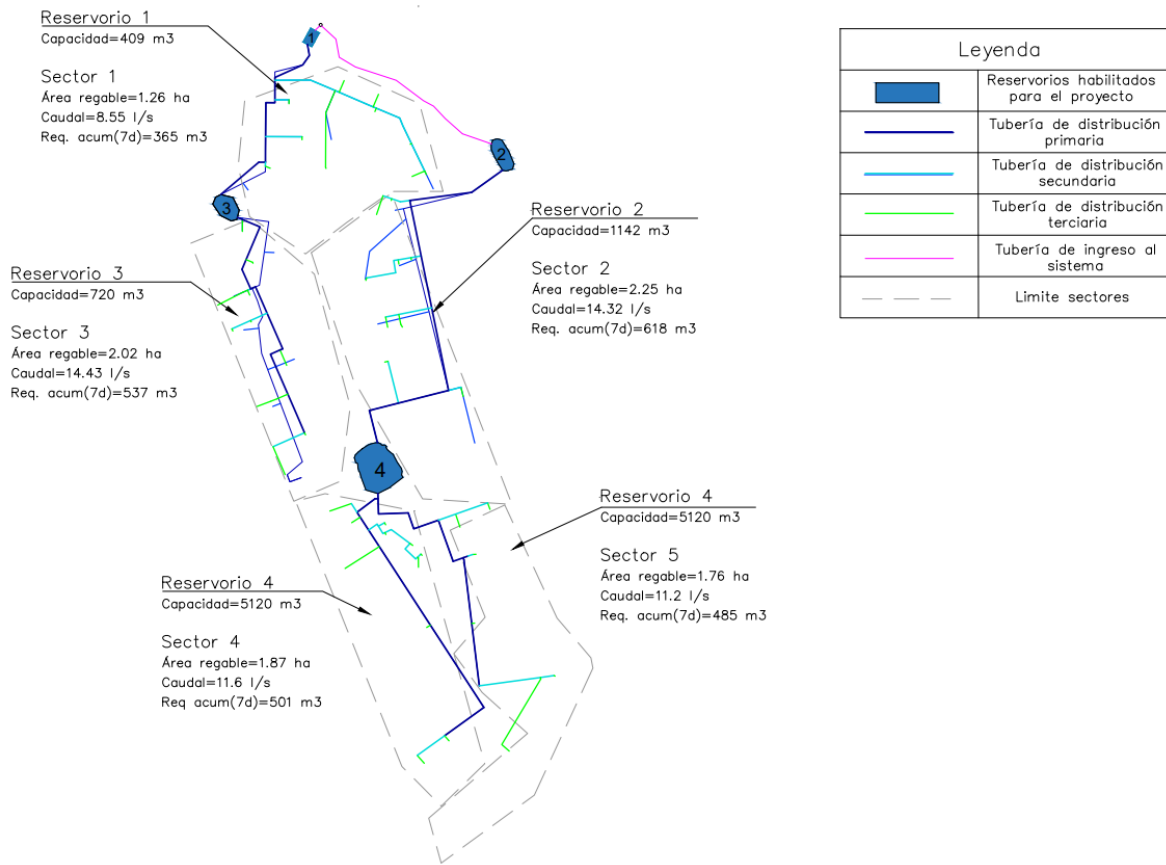 Reservorio 1
Capacidad=409 m3
Sector 1
Área regable=1.26 ha
Caudal=8.55 l/s
Req. acum(7d)=365 m3
1
2
3
Reservorio 2
Capacidad=1142 m3
Sector 2
Área regable=2.25 ha
Caudal=14.32 l/s
Req. acum(7d)=618 m3
Reservorio 3
Capacidad=720 m3
Sector 3
Área regable=2.02 ha
Caudal=14.43 l/s
Req. acum(7d)=537 m3
4
Reservorio 4
Capacidad=5120 m3
Sector 5
Área regable=1.76 ha
Caudal=11.2 l/s
Req. acum(7d)=485 m3
Reservorio 4
Capacidad=5120 m3
Sector 4
Área regable=1.87 ha
Caudal=11.6 l/s
Req acum(7d)=501 m3
Leyenda
Reservorios habilitados
para el proyecto
Tubería de distribución
primaria
Tubería de distribución
secundaria
Tubería de distribución
terciaria
Tubería de ingreso al
sistema
Limite sectores